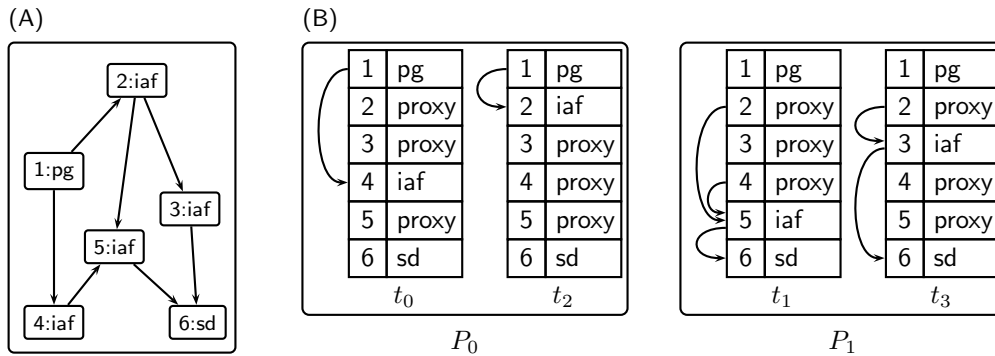 (A)
2:iaf
1:pg
3:iaf
5:iaf
4:iaf
6:sd
(B)
1 pg
2 proxy
3 proxy
4 iaf
5 proxy
6 sd
t0
1 pg
2 iaf
3 proxy
4 proxy
5 proxy
6 sd
t2
P0
1 pg
2 proxy
3 proxy
4 proxy
5 iaf
6 sd
t1
1 pg
2 proxy
3 iaf
4 proxy
5 proxy
6 sd
t3
P1